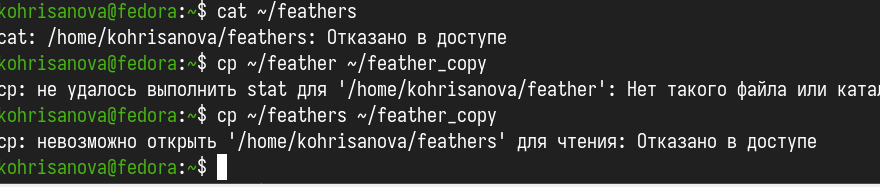 kohrisanova@fedora:~$ cat ~/feathers
cat: /home/kohrisanova/feathers: Отказано в доступе
kohrisanova@fedora:~$ cp ~/feather ~/feather_copy
cp: не удалось выполнить stat для '/home/kohrisanova/feather': Нет такого файла или катал
kohrisanova@fedora:~$ cp ~/feathers ~/feather_copy
cp: невозможно открыть '/home/kohrisanova/feathers' для чтения: Отказано в доступе
kohrisanova@fedora:~$